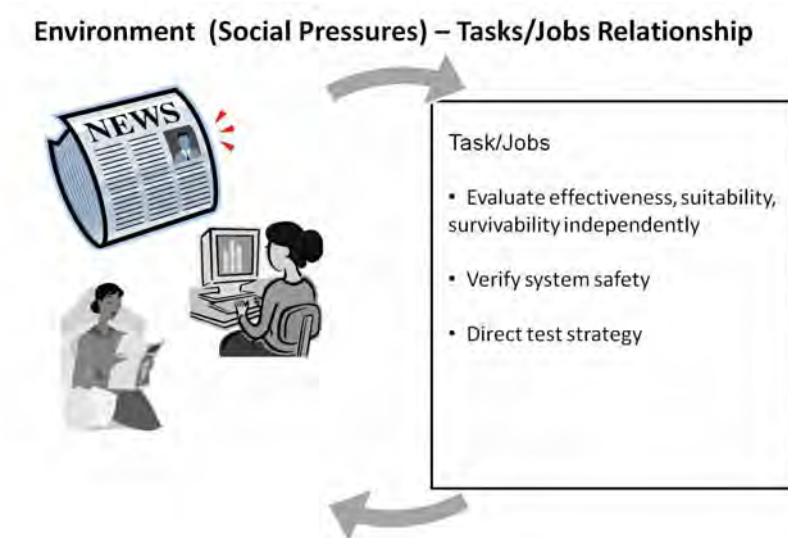 Environment (Social Pressures) – Tasks/Jobs Relationship
NEWS
Task/Jobs
• Evaluate effectiveness, suitability,
survivability independently
• Verify system safety
• Direct test strategy